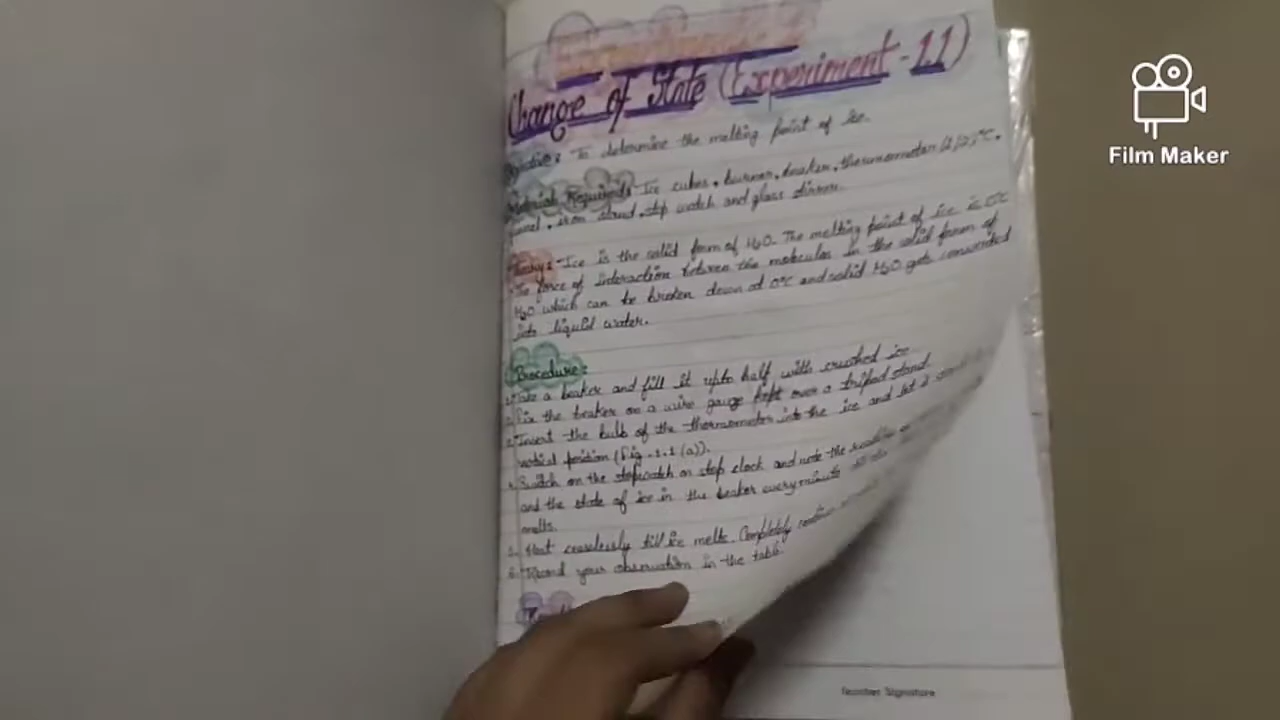 Change of State (Experiment - 11)
Objective: To determine the melting point of ice.
Material Required: Ice cubes, burner, beaker, thermometer
iron stand, stop watch and glass stirrer.
Theory: Ice is the solid form of H2O. The melting point of ice is 0°C
The force of interaction between the molecules in the solid form of
H2O which can be broken down at 0°C and solid H2O gets converted
into liquid water.
Procedure:
Take a beaker and fill it upto half with crushed ice
Fix the beaker on a wire gauge kept over a tripod stand.
Insert the bulb of the thermometer into the ice and let it
vertical position (Fig. 1.1 (a)).
Switch on the stopwatch or stop clock and note the
and the state of ice in the beaker every minute
melts.
Heat ceaselessly till ice melts. Completely
6. Record your observation in the table.
Teacher Signature
Film Maker